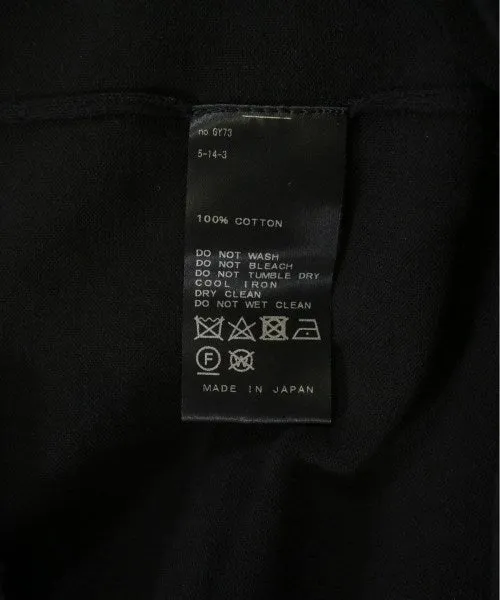 no.GY73
5-14-3
100% COTTON
DO NOT WASH
DO NOT BLEACH
DO NOT TUMBLE DRY
COOL IRON
DRY CLEAN
DO NOT WET CLEAN
F W
MADE IN JAPAN